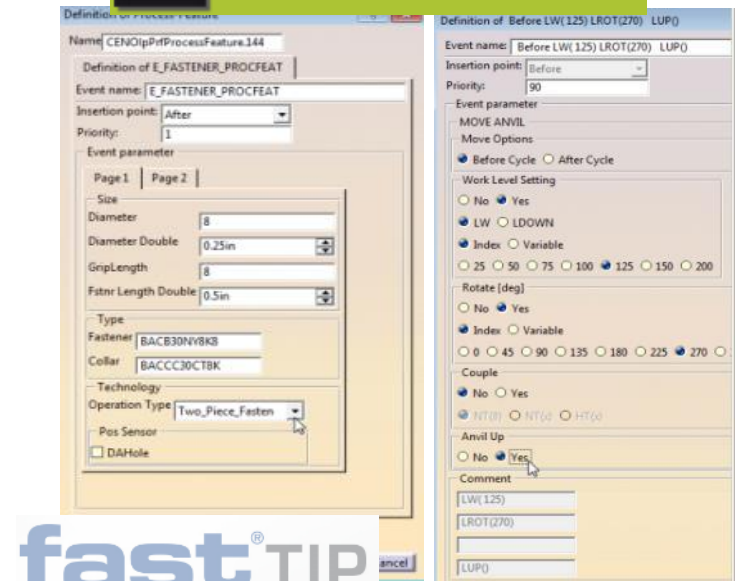 Definition of Process Feature
Name CENOlpPrfProcessFeature.144
Definition of E_FASTENER_PROCFEAT
Event name: E_FASTENER_PROCFEAT
Insertion point: After
Priority: 1
Event parameter
Page 1 Page 2
Size
Diameter 8
Diameter Double 0.25in
GripLength 8
Fstnr Length Double 0.5in
Type
Fastener BACB30NY8K8
Collar BACCC30CT8K
Technology
Operation Type Two_Piece_Fasten
Pos Sensor
DAHole
ancel
fast® TIP
Definition of Before LW( 125) LROT(270) LUP()
Event name: Before LW( 125) LROT(270) LUP()
Insertion point: Before
Priority: 90
Event parameter
MOVE ANVIL
Move Options
Before Cycle After Cycle
Work Level Setting
No Yes
LW LDOWN
Index Variable
25 50 75 100 125 150 200
Rotate [deg]
No Yes
Index Variable
0 45 90 135 180 225 270
Couple
No Yes
Anvil Up
No Yes
Comment
LW( 125)
LROT(270)
LUP()